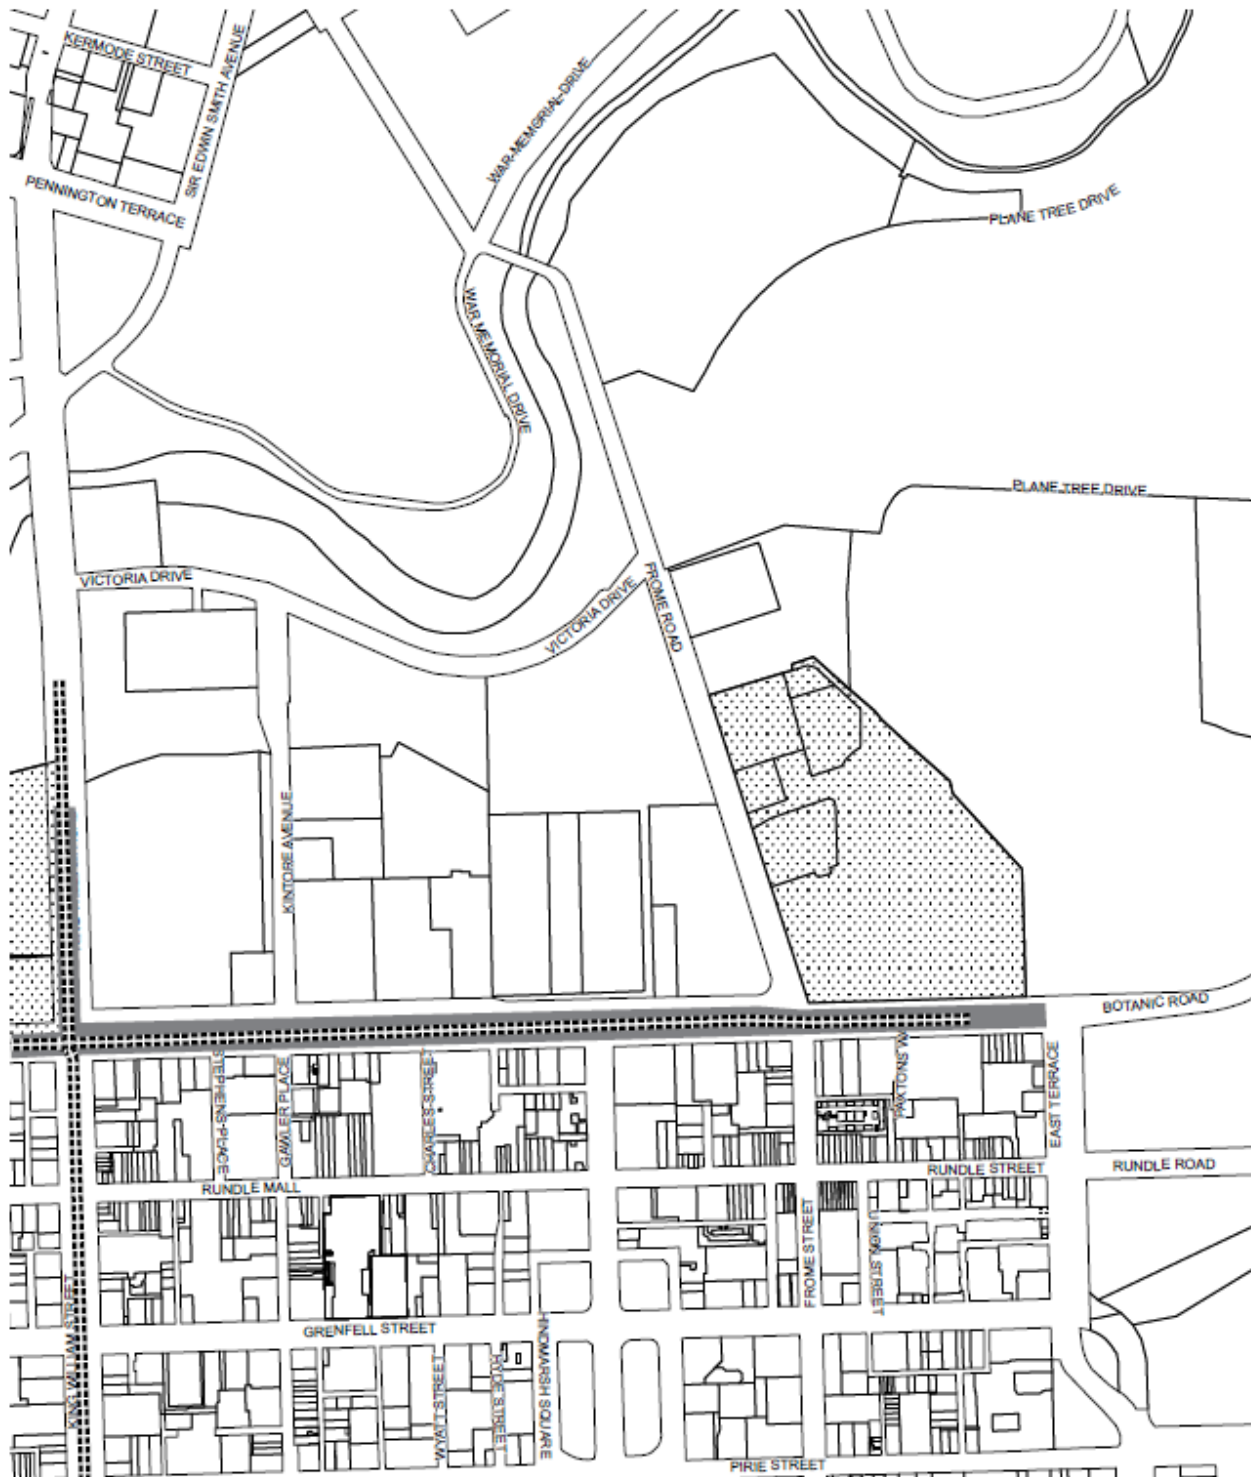 KERMODE STREET
SIR EDWIN SMITH AVENUE
WAR MEMORIAL DRIVE
PENNINGTON TERRACE
PLANE TREE DRIVE
WAR MEMORIAL DRIVE
PLANE TREE DRIVE
VICTORIA DRIVE
VICTORIA DRIVE
FROME ROAD
KINTORE AVENUE
BOTANIC ROAD
STEPHENS PLACE
GAWLER PLACE
CHARLES STREET
PAXTONS W
EAST TERRACE
RUNDLE MALL
RUNDLE STREET
RUNDLE ROAD
FROME STREET
UNION STREET
KING WILLIAM STREET
GRENFELL STREET
HINDMARSH SQUARE
WYATT STREET
HYDE STREET
PIRIE STREET